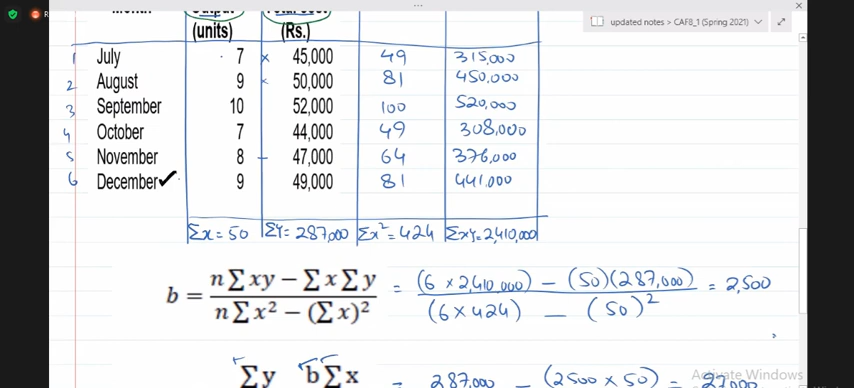 updated notes > CAF8_1 (Spring 2021)
(units) (Rs.)
1 July 7 × 45,000 49 315,000
2 August 9 × 50,000 81 450,000
3 September 10 52,000 100 520,000
4 October 7 44,000 49 308,000
5 November 8 47,000 64 376,000
6 December✓ 9 49,000 81 441,000
Σx = 50 ΣY = 287,000 Σx² = 424 ΣxY = 2,410,000
b = (n Σ xy − Σ x Σ y) / (n Σ x² − (Σ x)²) = ((6 × 2,410,000) − (50)(287,000)) / ((6 × 424) − (50)²) = 2,500
Σy bΣx = 287,000 − (2500 × 50) = 27,000
Activate Windows